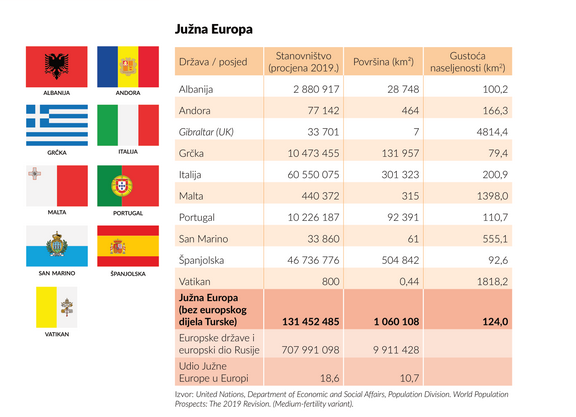 Južna Europa
ALBANIJA
ANDORA
GRČKA
ITALIJA
MALTA
PORTUGAL
SAN MARINO
ŠPANJOLSKA
VATIKAN
Država / posjed Stanovništvo (procjena 2019.) Površina (km²) Gustoća naseljenosti (km²)
Albanija 2 880 917 28 748 100,2
Andora 77 142 464 166,3
Gibraltar (UK) 33 701 7 4814,4
Grčka 10 473 455 131 957 79,4
Italija 60 550 075 301 323 200,9
Malta 440 372 315 1398,0
Portugal 10 226 187 92 391 110,7
San Marino 33 860 61 555,1
Španjolska 46 736 776 504 842 92,6
Vatikan 800 0,44 1818,2
Južna Europa
(bez europskog
dijela Turske) 131 452 485 1 060 108 124,0
Europske države i
europski dio Rusije 707 991 098 9 911 428
Udio Južne
Europe u Europi 18,6 10,7
Izvor: United Nations, Department of Economic and Social Affairs, Population Division. World Population
Prospects: The 2019 Revision. (Medium-fertility variant).